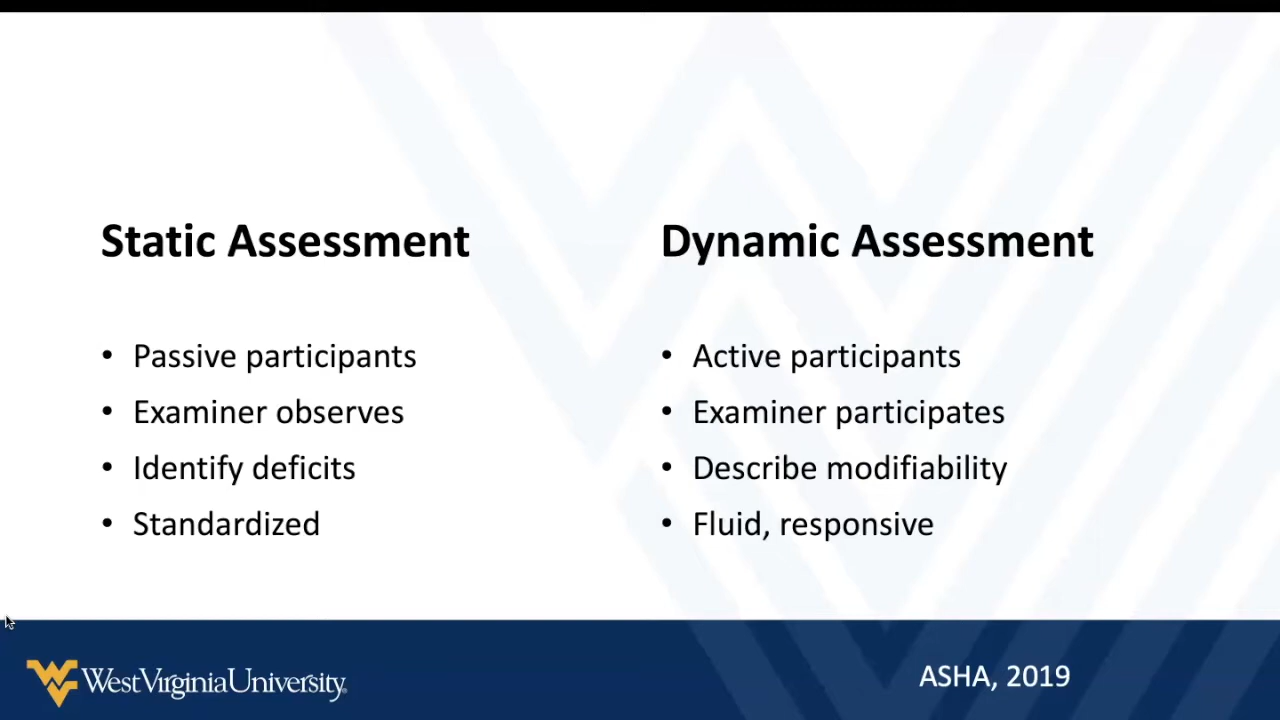 Static Assessment
• Passive participants
• Examiner observes
• Identify deficits
• Standardized
Dynamic Assessment
• Active participants
• Examiner participates
• Describe modifiability
• Fluid, responsive
WestVirginiaUniversity.
ASHA, 2019